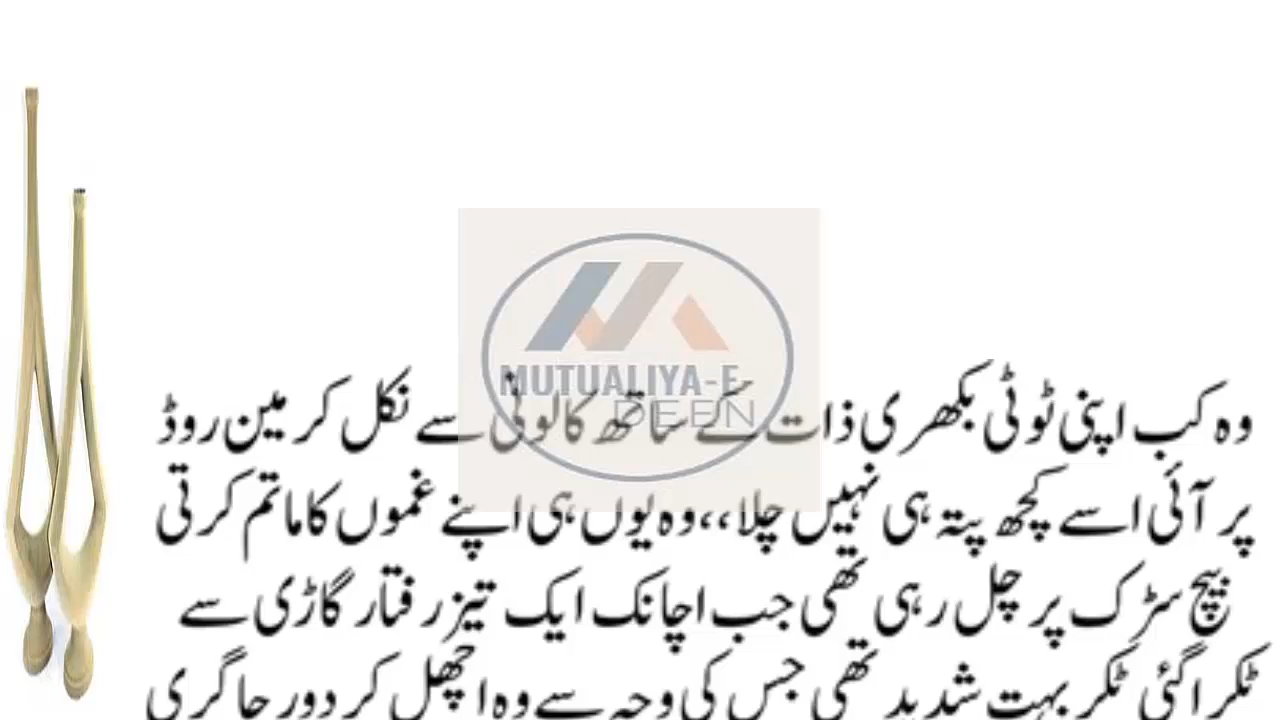 MUTUALIYA-E
DEEN
وہ کب اپنی ٹوٹی بکھری ذات کے ساتھ کالونی سے نکل کر مین روڈ
پر آئی اسے کچھ پتہ ہی نہیں چلا،،وہ یوں ہی اپنے غموں کا ماتم کرتی
بیچ سڑک پر چل رہی تھی جب اچانک ایک تیز رفتار گاڑی سے
ٹکرا گئی ٹکر بہت شدید تھی جس کی وجہ سے وہ اچھل کر دور جا گری